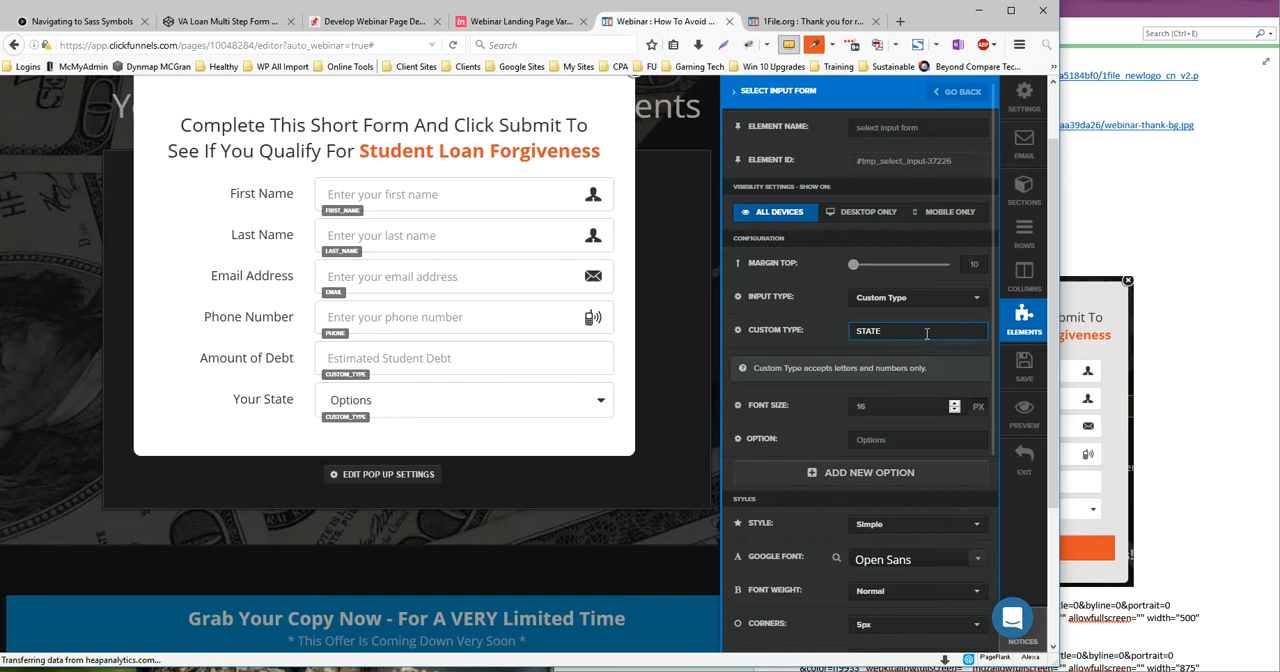 Navigating to Sass Symbols
VA Loan Multi Step Form ...
Develop Webinar Page De...
Webinar Landing Page Var...
Webinar : How To Avoid ...
1File.org : Thank you for r...
https://app.clickfunnels.com/pages/10048284/editor?auto_webinar=true#
Search
Search (Ctrl+E)
Logins
McMyAdmin
Dynmap MCGran
Healthy
WP All Import
Online Tools
Client Sites
Clients
Google Sites
My Sites
CPA
FU
Gaming Tech
Win 10 Upgrades
Training
Sustainable
Beyond Compare Tec...
a5184bf0/1file_newlogo_cn_v2.p
aa39da26/webinar-thank-bg.jpg
Complete This Short Form And Click Submit To
See If You Qualify For Student Loan Forgiveness
First Name
Enter your first name
FIRST_NAME
Last Name
Enter your last name
LAST_NAME
Email Address
Enter your email address
EMAIL
Phone Number
Enter your phone number
PHONE
Amount of Debt
Estimated Student Debt
CUSTOM_TYPE
Your State
Options
CUSTOM_TYPE
EDIT POP UP SETTINGS
Grab Your Copy Now - For A VERY Limited Time
* This Offer Is Coming Down Very Soon *
Transferring data from heapanalytics.com...
SELECT INPUT FORM
GO BACK
ELEMENT NAME:
select input form
ELEMENT ID:
#tmp_select_input-37226
VISIBILITY SETTINGS - SHOW ON:
ALL DEVICES
DESKTOP ONLY
MOBILE ONLY
CONFIGURATION
MARGIN TOP:
10
INPUT TYPE:
Custom Type
CUSTOM TYPE:
STATE
Custom Type accepts letters and numbers only.
FONT SIZE:
16
PX
OPTION:
Options
ADD NEW OPTION
STYLES
STYLE:
Simple
GOOGLE FONT:
Open Sans
FONT WEIGHT:
Normal
CORNERS:
5px
SETTINGS
EMAIL
SECTIONS
ROWS
COLUMNS
ELEMENTS
SAVE
PREVIEW
EXIT
NOTICES
PageRank
Alexa
bmit To
giveness
tle=0&byline=0&portrait=0
"" allowfullscreen="" width="500"
tle=0&byline=0&portrait=0
"" allowfullscreen="" width="875"